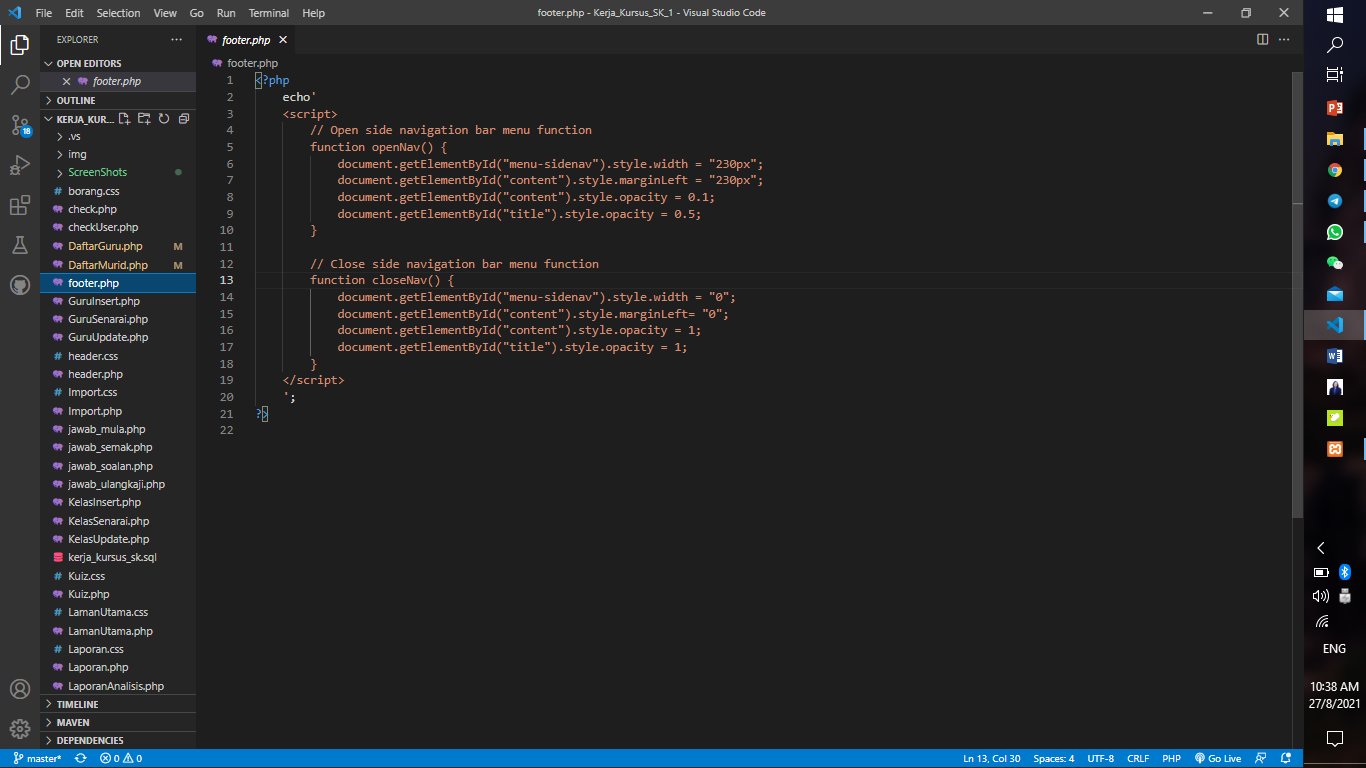 File Edit Selection View Go Run Terminal Help footer.php - Kerja_Kursus_SK_1 - Visual Studio Code
EXPLORER
OPEN EDITORS
footer.php
OUTLINE
KERJA_KUR...
.vs
img
ScreenShots
# borang.css
check.php
checkUser.php
DaftarGuru.php M
DaftarMurid.php M
footer.php
GuruInsert.php
GuruSenarai.php
GuruUpdate.php
# header.css
header.php
# Import.css
Import.php
jawab_mula.php
jawab_semak.php
jawab_soalan.php
jawab_ulangkaji.php
KelasInsert.php
KelasSenarai.php
KelasUpdate.php
kerja_kursus_sk.sql
# Kuiz.css
Kuiz.php
# LamanUtama.css
LamanUtama.php
# Laporan.css
Laporan.php
LaporanAnalisis.php
TIMELINE
MAVEN
DEPENDENCIES
18
footer.php
footer.php
1 <?php
2 echo'
3 <script>
4 // Open side navigation bar menu function
5 function openNav() {
6 document.getElementById("menu-sidenav").style.width = "230px";
7 document.getElementById("content").style.marginLeft = "230px";
8 document.getElementById("content").style.opacity = 0.1;
9 document.getElementById("title").style.opacity = 0.5;
10 }
11
12 // Close side navigation bar menu function
13 function closeNav() {
14 document.getElementById("menu-sidenav").style.width = "0";
15 document.getElementById("content").style.marginLeft= "0";
16 document.getElementById("content").style.opacity = 1;
17 document.getElementById("title").style.opacity = 1;
18 }
19 </script>
20 ';
21 ?>
22
master* 0 0 Ln 13, Col 30 Spaces: 4 UTF-8 CRLF PHP Go Live
ENG
10:38 AM
27/8/2021